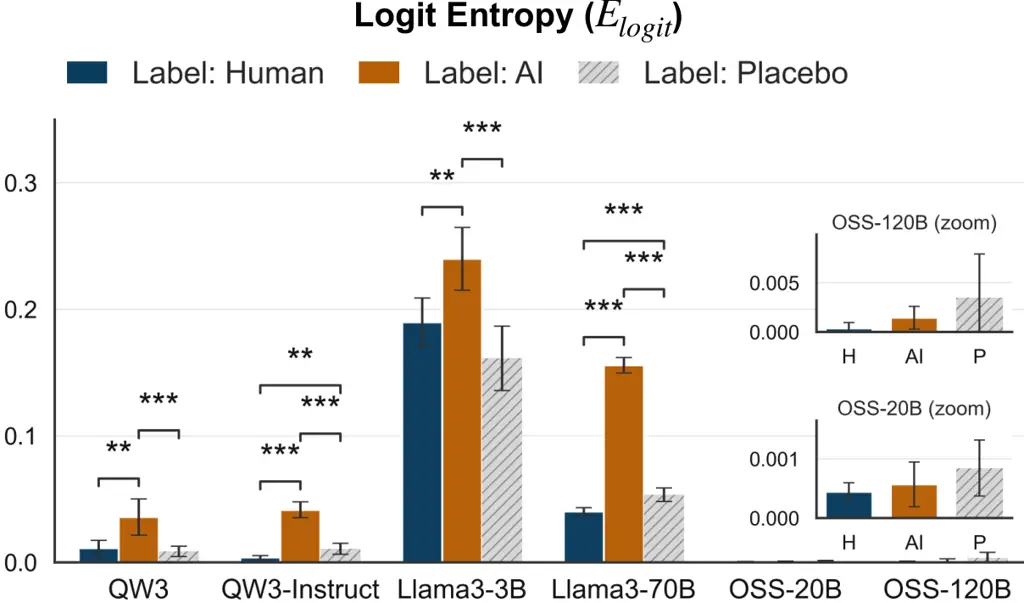 Logit Entropy (E_logit)
Label: Human Label: AI Label: Placebo
0.3
0.2
0.1
0.0
** ***
*** *** **
** ***
*** *** ***
QW3 QW3-Instruct Llama3-3B Llama3-70B OSS-20B OSS-120B
OSS-120B (zoom)
0.005
0.000
H AI P
OSS-20B (zoom)
0.001
0.000
H AI P